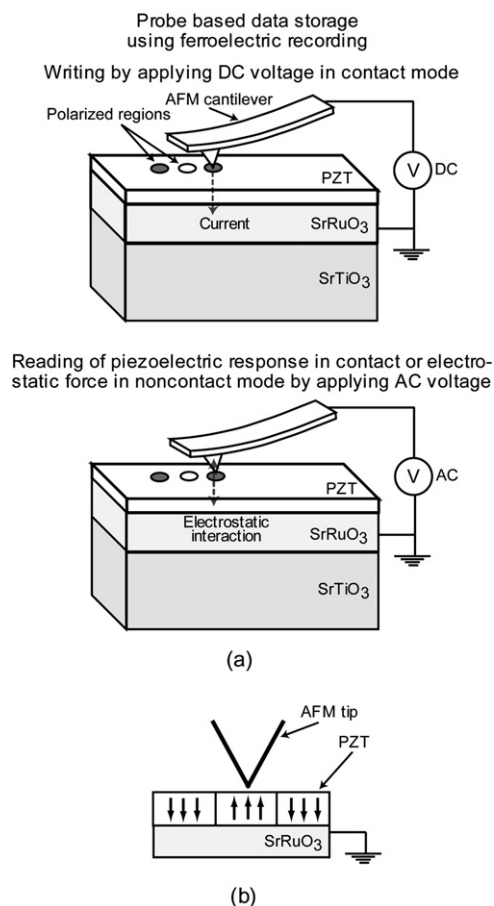 Probe based data storage
using ferroelectric recording
Writing by applying DC voltage in contact mode
AFM cantilever
Polarized regions
V
DC
PZT
Current
SrRuO₃
SrTiO₃
Reading of piezoelectric response in contact or electro-
static force in noncontact mode by applying AC voltage
V
AC
PZT
Electrostatic
interaction
SrRuO₃
SrTiO₃
(a)
AFM tip
PZT
SrRuO₃
(b)